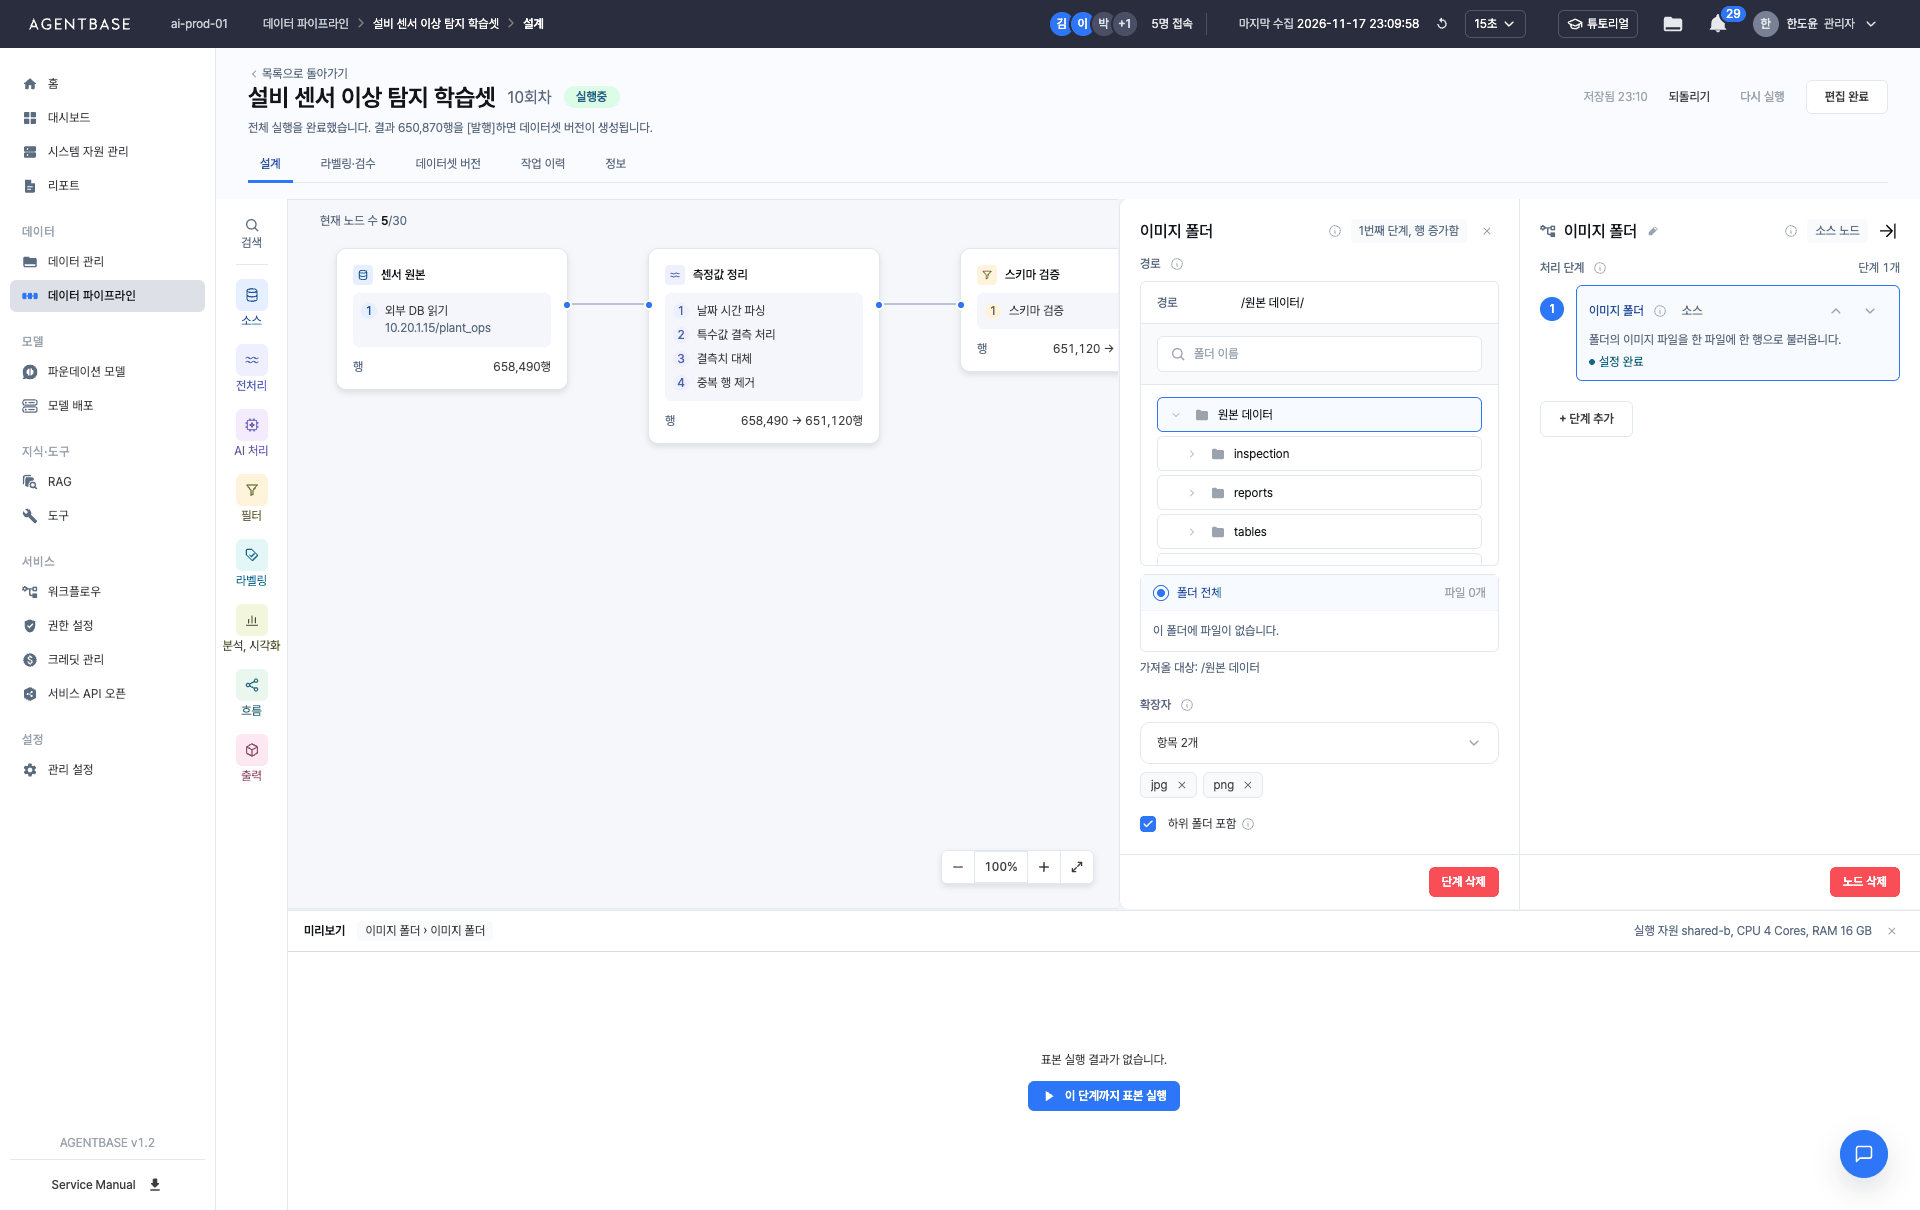 AGENTBASE
ai-prod-01
데이터 파이프라인 > 설비 센서 이상 탐지 학습셋 > 설계
김 이 박 +1 5명 접속
마지막 수집 2026-11-17 23:09:58
15초
튜토리얼
29
한 한도윤 관리자
홈
대시보드
시스템 자원 관리
리포트
데이터
데이터 관리
데이터 파이프라인
모델
파운데이션 모델
모델 배포
지식·도구
RAG
도구
서비스
워크플로우
권한 설정
크레딧 관리
서비스 API 오픈
설정
관리 설정
AGENTBASE v1.2
Service Manual
목록으로 돌아가기
설비 센서 이상 탐지 학습셋 10회차 실행중
전체 실행을 완료했습니다. 결과 650,870행을 [발행]하면 데이터셋 버전이 생성됩니다.
저장됨 23:10 되돌리기 다시 실행 편집 완료
설계 라벨링·검수 데이터셋 버전 작업 이력 정보
검색
소스
전처리
AI 처리
필터
라벨링
분석, 시각화
흐름
출력
현재 노드 수 5/30
센서 원본
1 외부 DB 읽기
10.20.1.15/plant_ops
행 658,490행
측정값 정리
1 날짜 시간 파싱
2 특수값 결측 처리
3 결측치 대체
4 중복 행 제거
행 658,490 → 651,120행
스키마 검증
1 스키마 검증
행 651,120 →
100%
이미지 폴더 1번째 단계, 행 증가함
경로
경로 /원본 데이터/
폴더 이름
원본 데이터
inspection
reports
tables
폴더 전체 파일 0개
이 폴더에 파일이 없습니다.
가져올 대상: /원본 데이터
확장자
항목 2개
jpg png
하위 폴더 포함
단계 삭제
이미지 폴더 소스 노드
처리 단계 단계 1개
1 이미지 폴더 소스
폴더의 이미지 파일을 한 파일에 한 행으로 불러옵니다.
설정 완료
+ 단계 추가
노드 삭제
미리보기 이미지 폴더 › 이미지 폴더
실행 자원 shared-b, CPU 4 Cores, RAM 16 GB
표본 실행 결과가 없습니다.
이 단계까지 표본 실행